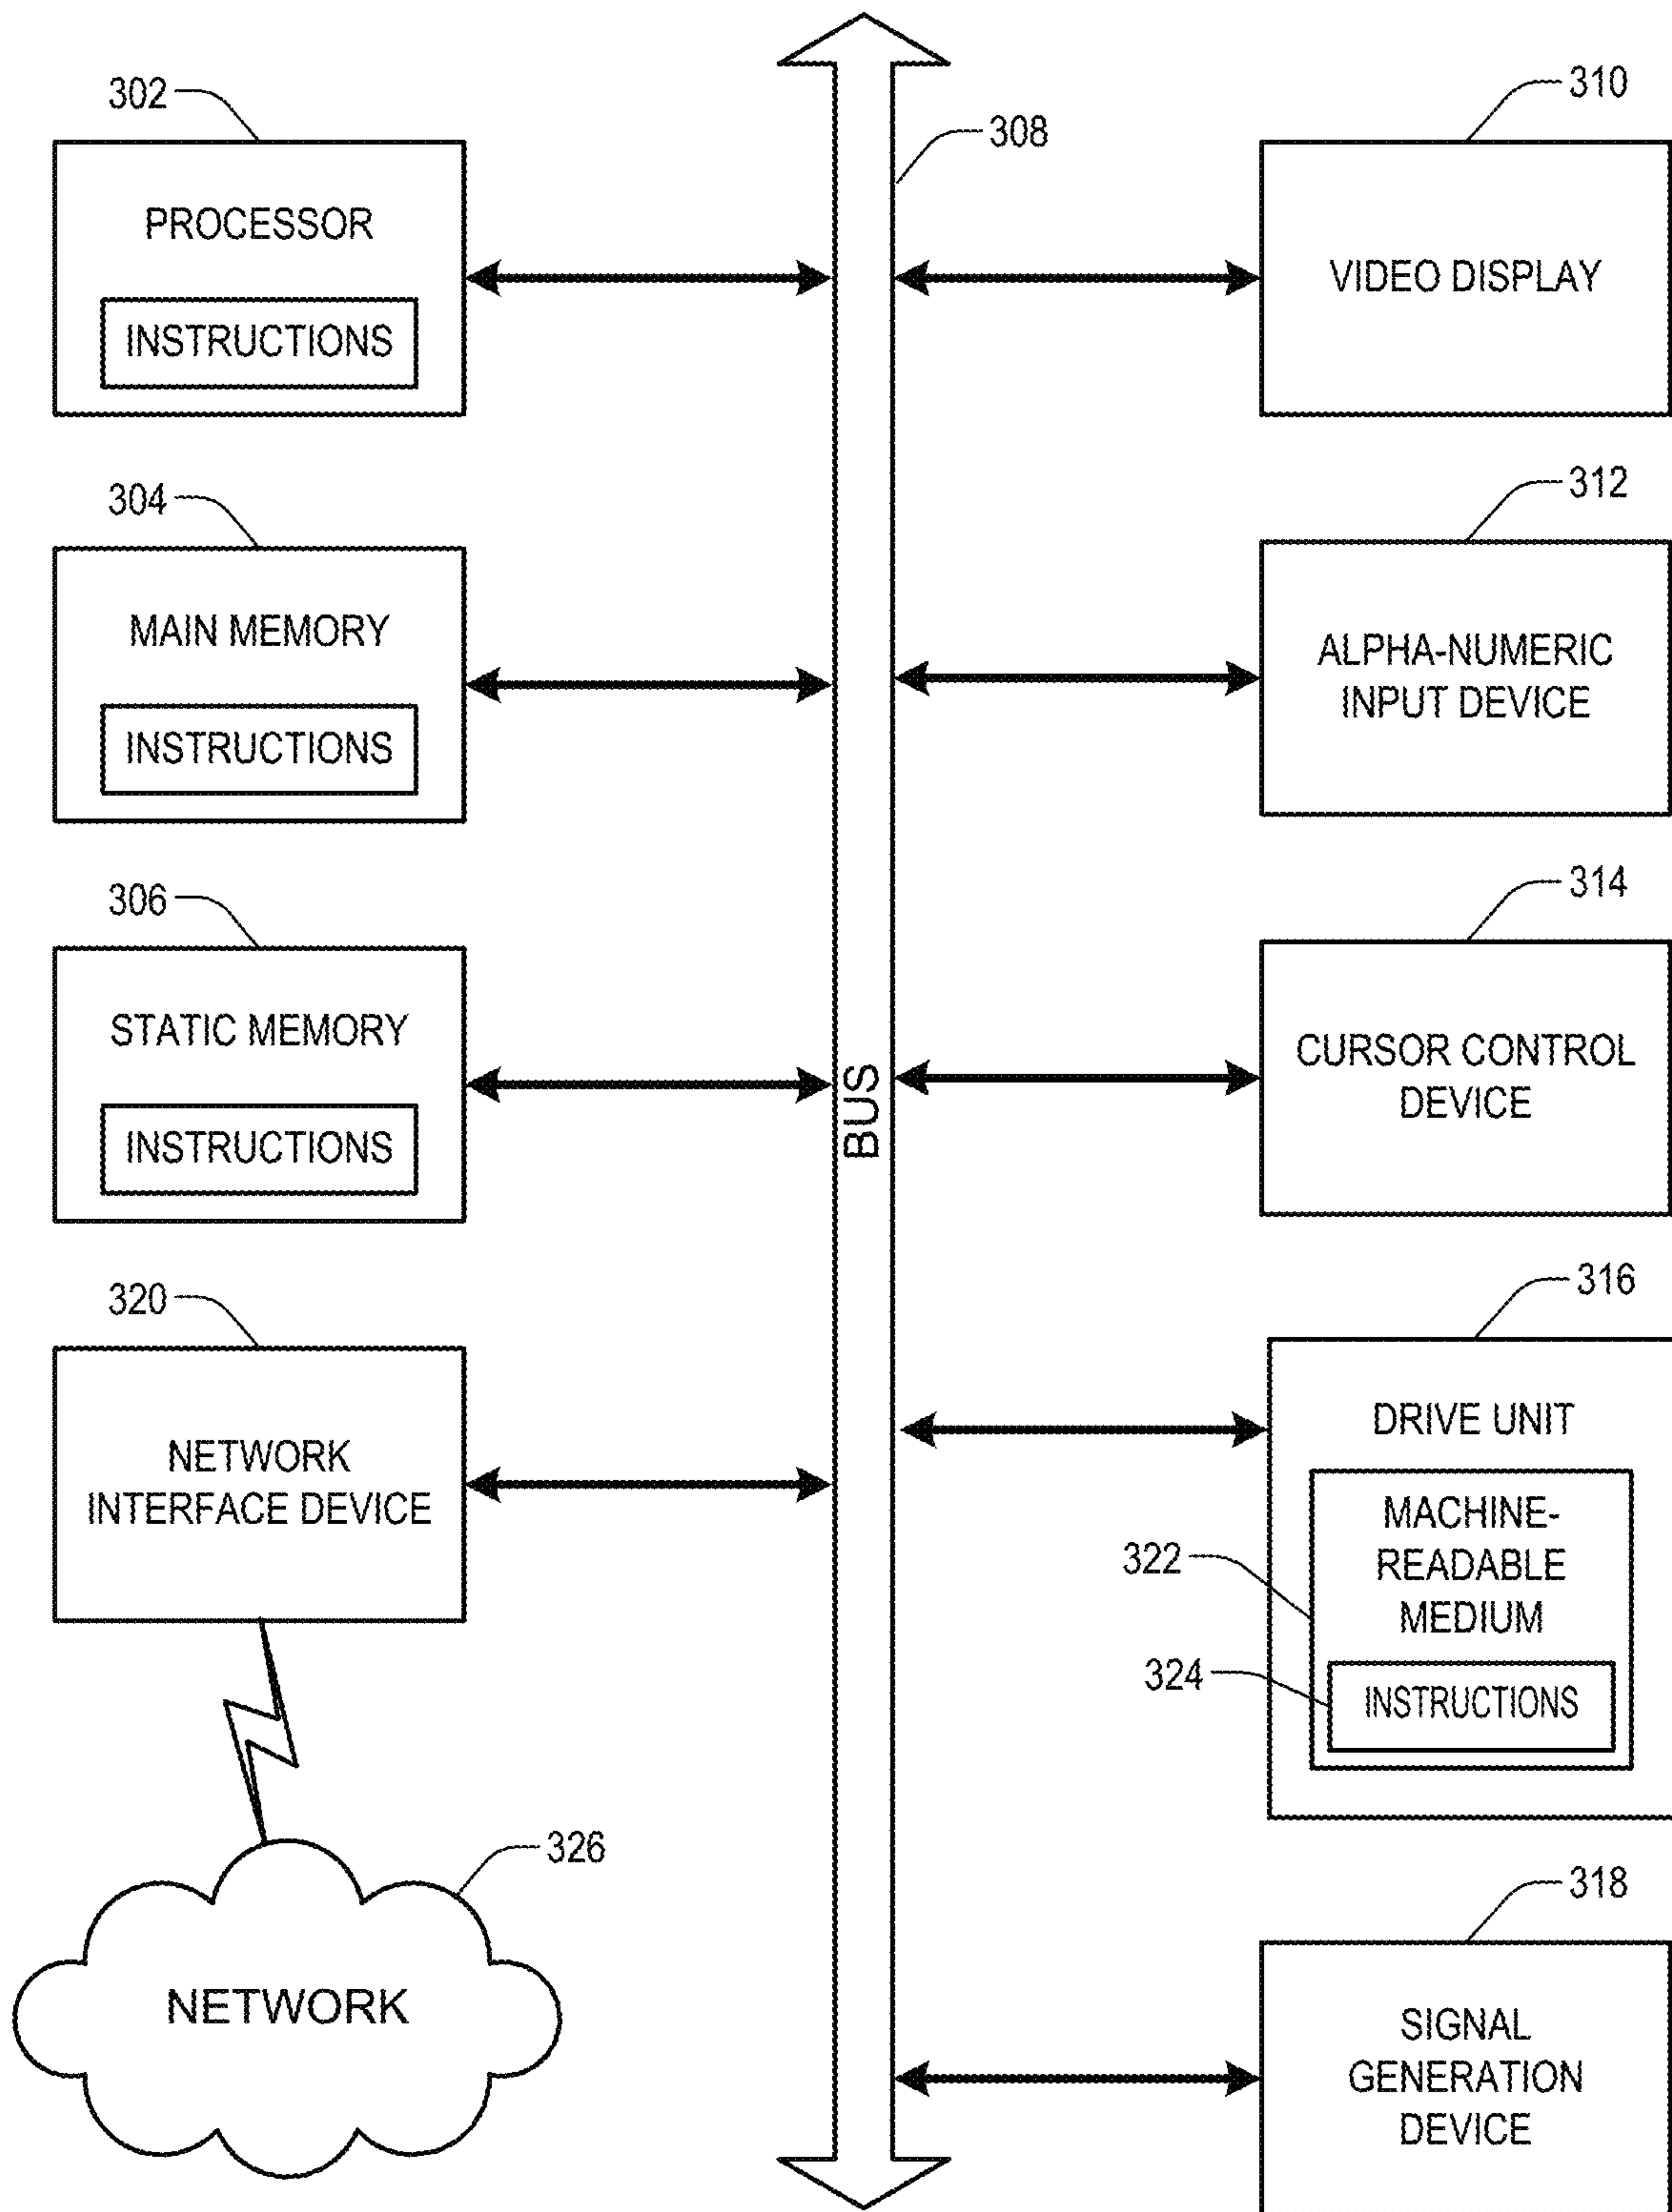 302
PROCESSOR
INSTRUCTIONS
304
MAIN MEMORY
INSTRUCTIONS
306
STATIC MEMORY
INSTRUCTIONS
320
NETWORK
INTERFACE DEVICE
326
NETWORK
308
BUS
310
VIDEO DISPLAY
312
ALPHA-NUMERIC
INPUT DEVICE
314
CURSOR CONTROL
DEVICE
316
DRIVE UNIT
322
MACHINE-
READABLE
MEDIUM
324
INSTRUCTIONS
318
SIGNAL
GENERATION
DEVICE